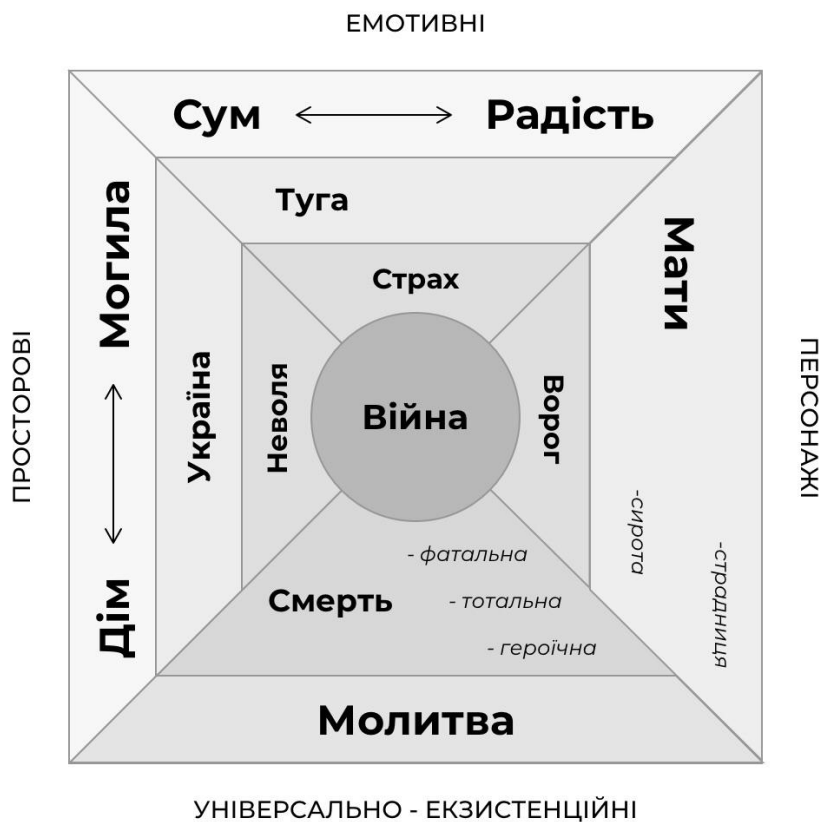 ЕМОТИВНІ
Сум
Радість
Туга
Страх
ПРОСТОРОВІ
Могила
Дім
Україна
Неволя
Війна
Ворог
Мати
-сирота
-страдниця
ПЕРСОНАЖІ
Смерть
- фатальна
- тотальна
- героїчна
Молитва
УНІВЕРСАЛЬНО - ЕКЗИСТЕНЦІЙНІ